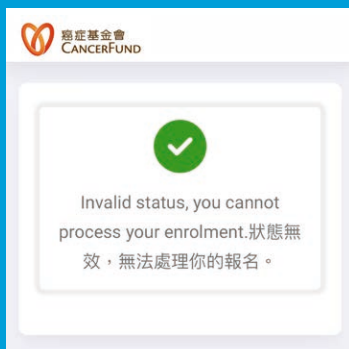 癌症基金會
CANCERFUND
Invalid status, you cannot
process your enrolment.狀態無
效，無法處理你的報名。